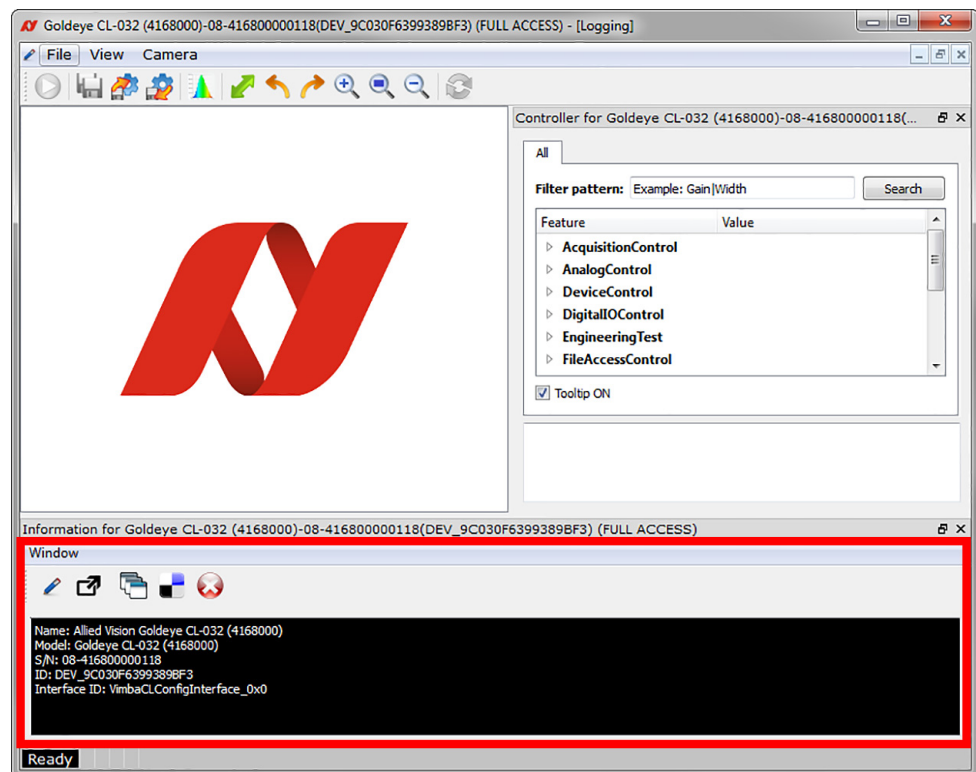 Goldeye CL-032 (4168000)-08-416800000118(DEV_9C030F6399389BF3) (FULL ACCESS) - [Logging]
File View Camera
Controller for Goldeye CL-032 (4168000)-08-416800000118(...
All
Filter pattern: Example: Gain|Width Search
Feature Value
AcquisitionControl
AnalogControl
DeviceControl
DigitalIOControl
EngineeringTest
FileAccessControl
Tooltip ON
Information for Goldeye CL-032 (4168000)-08-416800000118(DEV_9C030F6399389BF3) (FULL ACCESS)
Window
Name: Allied Vision Goldeye CL-032 (4168000)
Model: Goldeye CL-032 (4168000)
S/N: 08-416800000118
ID: DEV_9C030F6399389BF3
Interface ID: VimbaCLConfigInterface_0x0
Ready